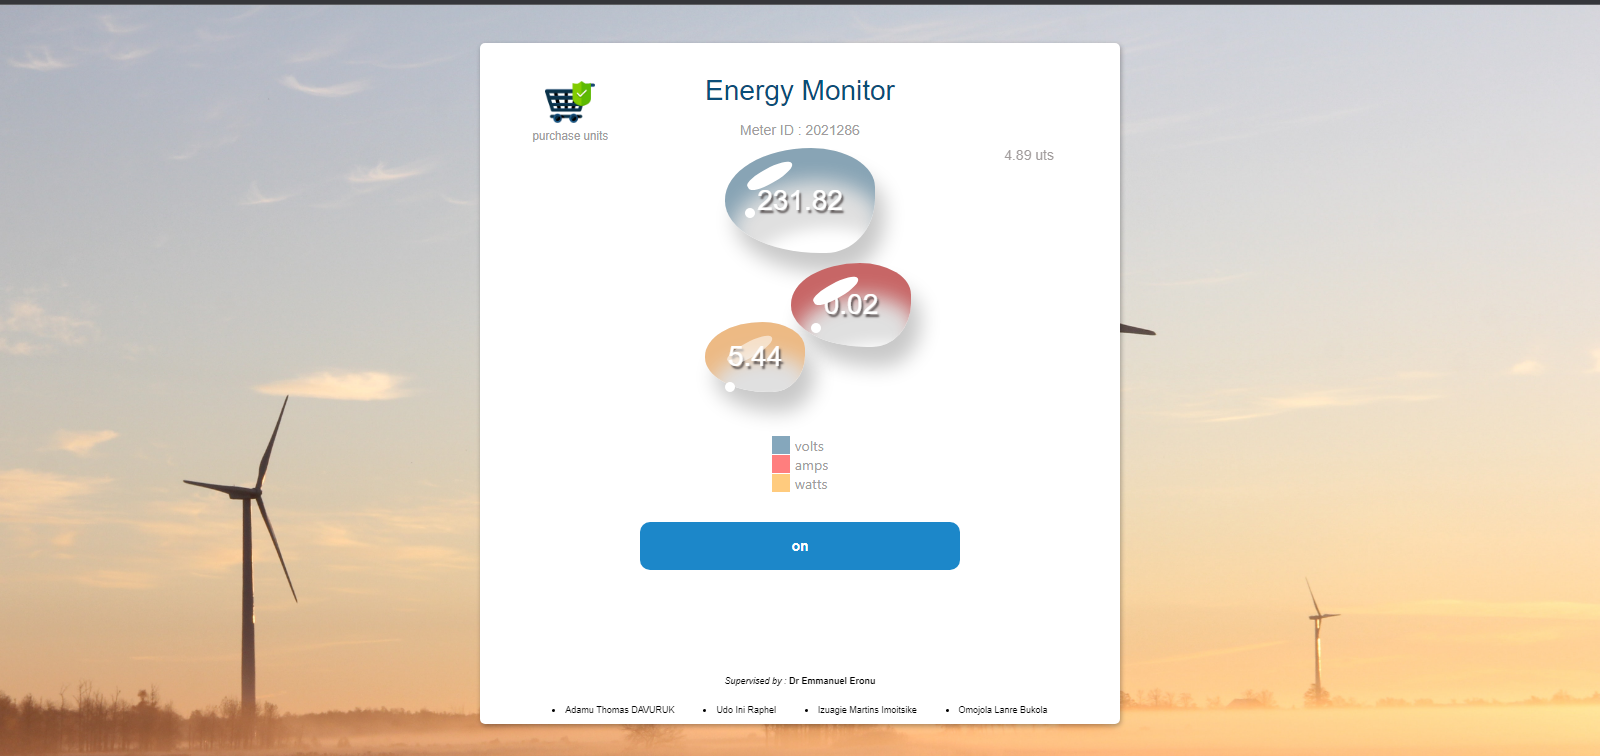 Energy Monitor
purchase units
Meter ID : 2021286
4.89 uts
231.82
0.02
5.44
volts
amps
watts
on
Supervised by : Dr Emmanuel Eronu
• Adamu Thomas DAVURUK • Udo Ini Raphel • Izuagie Martins Imoitsike • Omojola Lanre Bukola